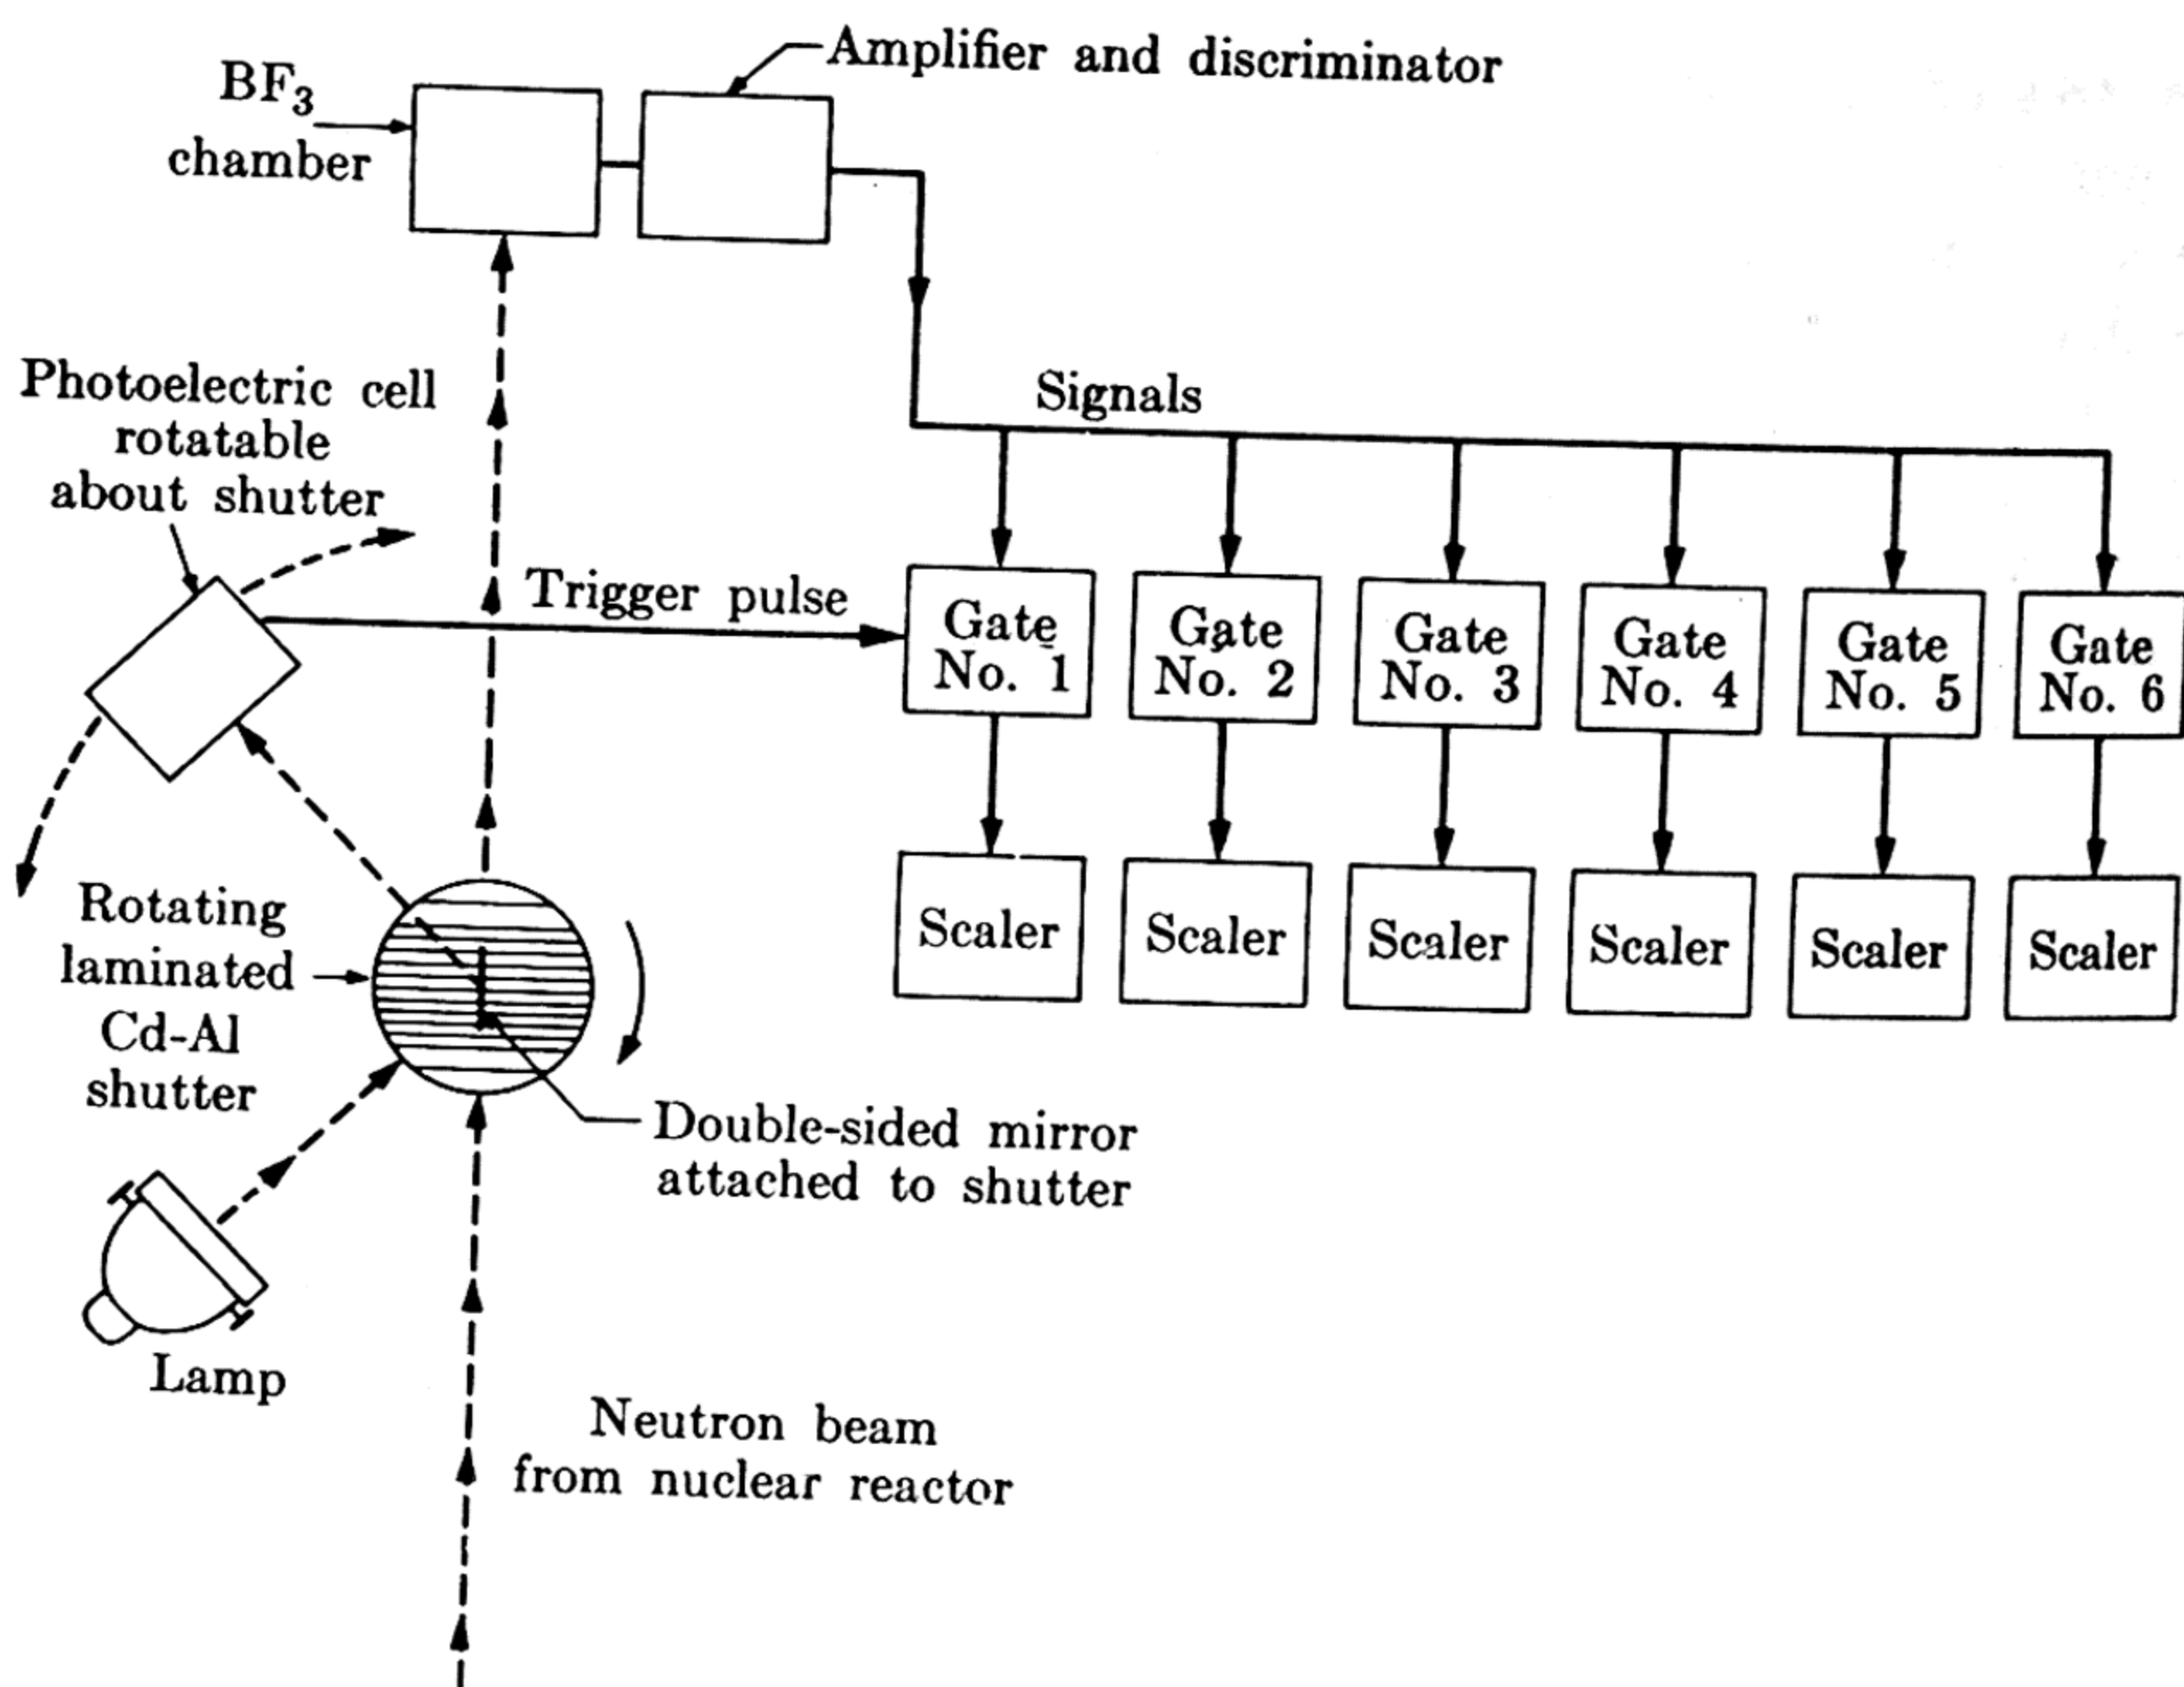 Amplifier and discriminator
BF3
chamber
Photoelectric cell
rotatable
about shutter
Signals
Trigger pulse
Gate
No. 1
Gate
No. 2
Gate
No. 3
Gate
No. 4
Gate
No. 5
Gate
No. 6
Scaler
Scaler
Scaler
Scaler
Scaler
Scaler
Rotating
laminated
Cd-Al
shutter
Double-sided mirror
attached to shutter
Lamp
Neutron beam
from nuclear reactor